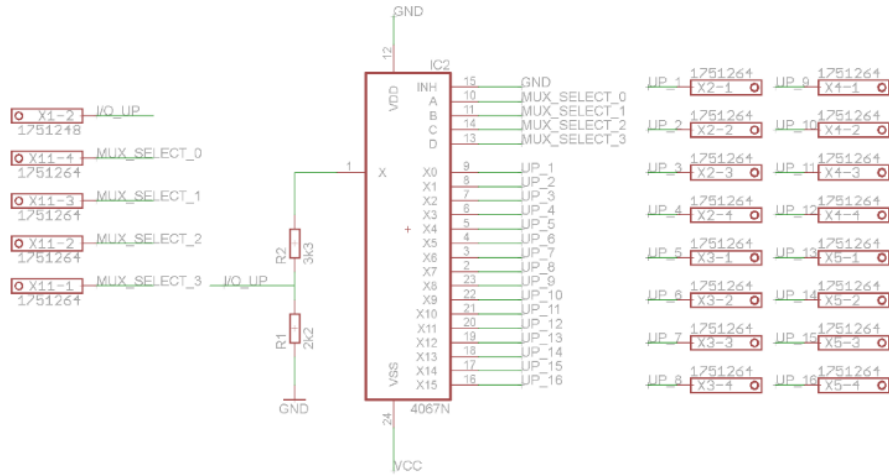 GND
12
IC2
VDD
INH
A
B
C
D
X
X0
X1
X2
X3
X4
X5
X6
X7
X8
X9
X10
X11
X12
X13
X14
X15
VSS
4067N
24
VCC
1
15 GND
10 MUX_SELECT_0
11 MUX_SELECT_1
14 MUX_SELECT_2
13 MUX_SELECT_3
9 UP_1
8 UP_2
7 UP_3
6 UP_4
5 UP_5
4 UP_6
3 UP_7
2 UP_8
23 UP_9
22 UP_10
21 UP_11
20 UP_12
19 UP_13
18 UP_14
17 UP_15
16 UP_16
X1-2 I/O_UP
1751248
X11-4 MUX_SELECT_0
1751264
X11-3 MUX_SELECT_1
1751264
X11-2 MUX_SELECT_2
1751264
X11-1 MUX_SELECT_3
1751264
I/O_UP
R2
3k3
R1
2k2
GND
1751264
UP_1 X2-1
1751264
UP_2 X2-2
1751264
UP_3 X2-3
1751264
UP_4 X2-4
1751264
UP_5 X3-1
1751264
UP_6 X3-2
1751264
UP_7 X3-3
1751264
UP_8 X3-4
1751264
UP_9 X4-1
1751264
UP_10 X4-2
1751264
UP_11 X4-3
1751264
UP_12 X4-4
1751264
UP_13 X5-1
1751264
UP_14 X5-2
1751264
UP_15 X5-3
1751264
UP_16 X5-4